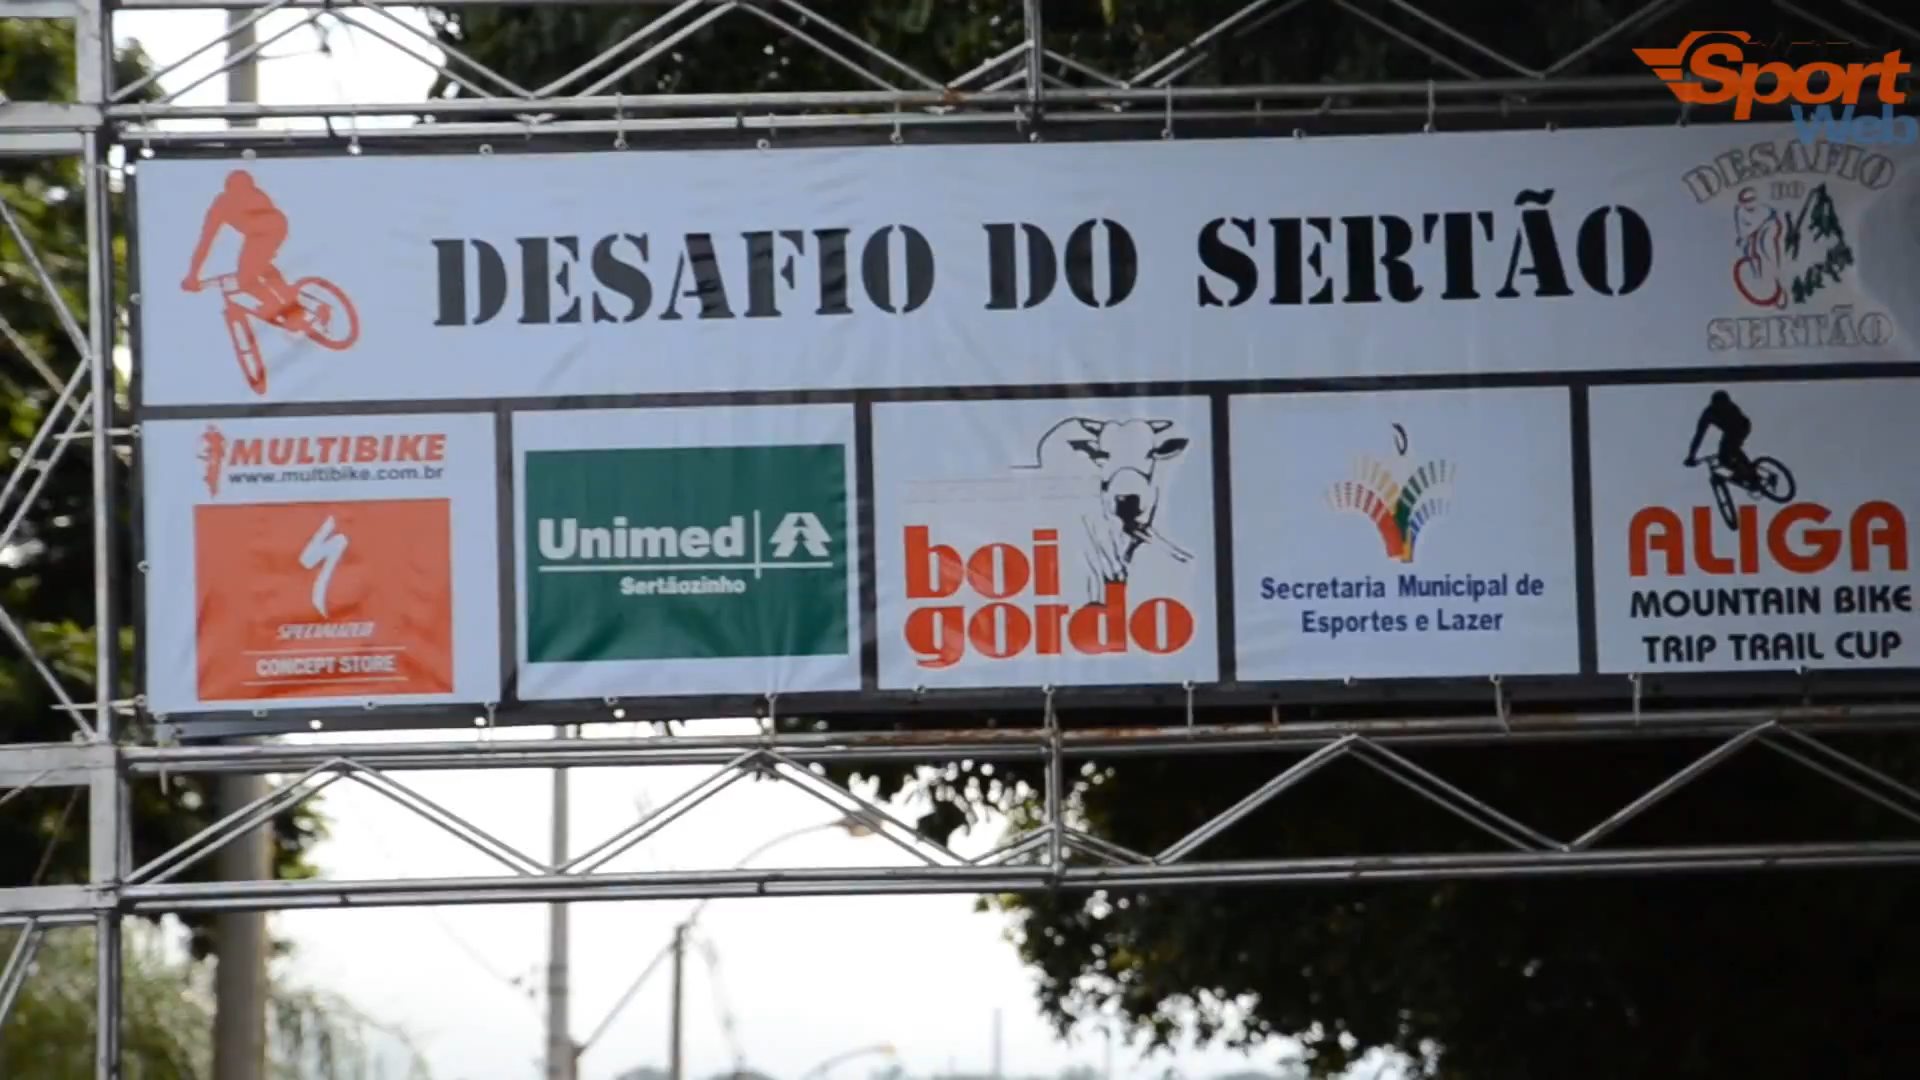 Sport
Web
DESAFIO DO SERTÃO
DESAFIO
DO
SERTÃO
MULTIBIKE
www.multibike.com.br
SPECIALIZED
CONCEPT STORE
Unimed
Sertãozinho
boi
gordo
Secretaria Municipal de
Esportes e Lazer
ALIGA
MOUNTAIN BIKE
TRIP TRAIL CUP